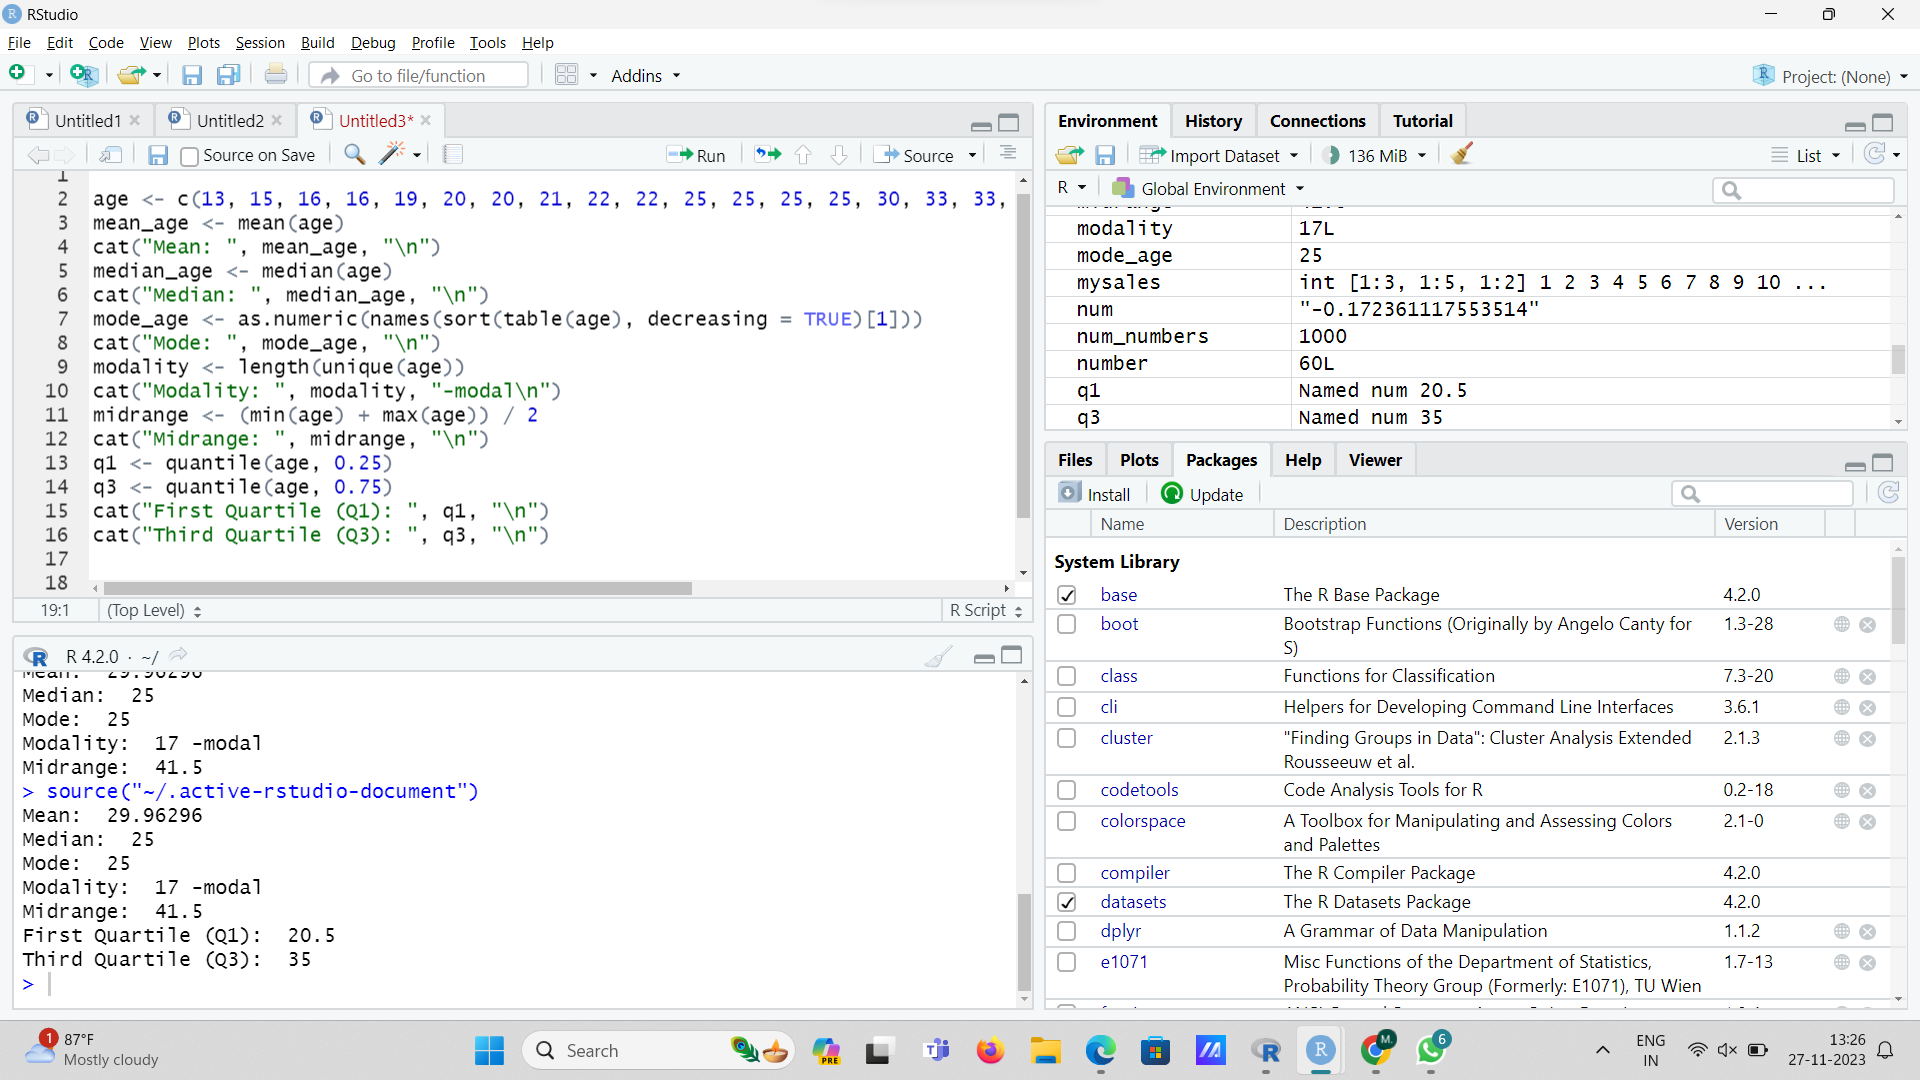 RStudio
File Edit Code View Plots Session Build Debug Profile Tools Help
Go to file/function Addins Project: (None)
Untitled1 Untitled2 Untitled3*
Source on Save Run Source
1
2 age <- c(13, 15, 16, 16, 19, 20, 20, 21, 22, 22, 25, 25, 25, 25, 30, 33, 33,
3 mean_age <- mean(age)
4 cat("Mean: ", mean_age, "\n")
5 median_age <- median(age)
6 cat("Median: ", median_age, "\n")
7 mode_age <- as.numeric(names(sort(table(age), decreasing = TRUE)[1]))
8 cat("Mode: ", mode_age, "\n")
9 modality <- length(unique(age))
10 cat("Modality: ", modality, "-modal\n")
11 midrange <- (min(age) + max(age)) / 2
12 cat("Midrange: ", midrange, "\n")
13 q1 <- quantile(age, 0.25)
14 q3 <- quantile(age, 0.75)
15 cat("First Quartile (Q1): ", q1, "\n")
16 cat("Third Quartile (Q3): ", q3, "\n")
17
18
19:1 (Top Level) R Script
R 4.2.0 · ~/
Mean: 29.96296
Median: 25
Mode: 25
Modality: 17 -modal
Midrange: 41.5
> source("~/.active-rstudio-document")
Mean: 29.96296
Median: 25
Mode: 25
Modality: 17 -modal
Midrange: 41.5
First Quartile (Q1): 20.5
Third Quartile (Q3): 35
>
Environment History Connections Tutorial
Import Dataset 136 MiB List
R Global Environment
modality 17L
mode_age 25
mysales int [1:3, 1:5, 1:2] 1 2 3 4 5 6 7 8 9 10 ...
num "-0.172361117553514"
num_numbers 1000
number 60L
q1 Named num 20.5
q3 Named num 35
Files Plots Packages Help Viewer
Install Update
Name Description Version
System Library
base The R Base Package 4.2.0
boot Bootstrap Functions (Originally by Angelo Canty for 1.3-28
S)
class Functions for Classification 7.3-20
cli Helpers for Developing Command Line Interfaces 3.6.1
cluster "Finding Groups in Data": Cluster Analysis Extended 2.1.3
Rousseeuw et al.
codetools Code Analysis Tools for R 0.2-18
colorspace A Toolbox for Manipulating and Assessing Colors 2.1-0
and Palettes
compiler The R Compiler Package 4.2.0
datasets The R Datasets Package 4.2.0
dplyr A Grammar of Data Manipulation 1.1.2
e1071 Misc Functions of the Department of Statistics, 1.7-13
Probability Theory Group (Formerly: E1071), TU Wien
1 87°F
Mostly cloudy
Search
PRE
M.
6
ENG
IN
13:26
27-11-2023